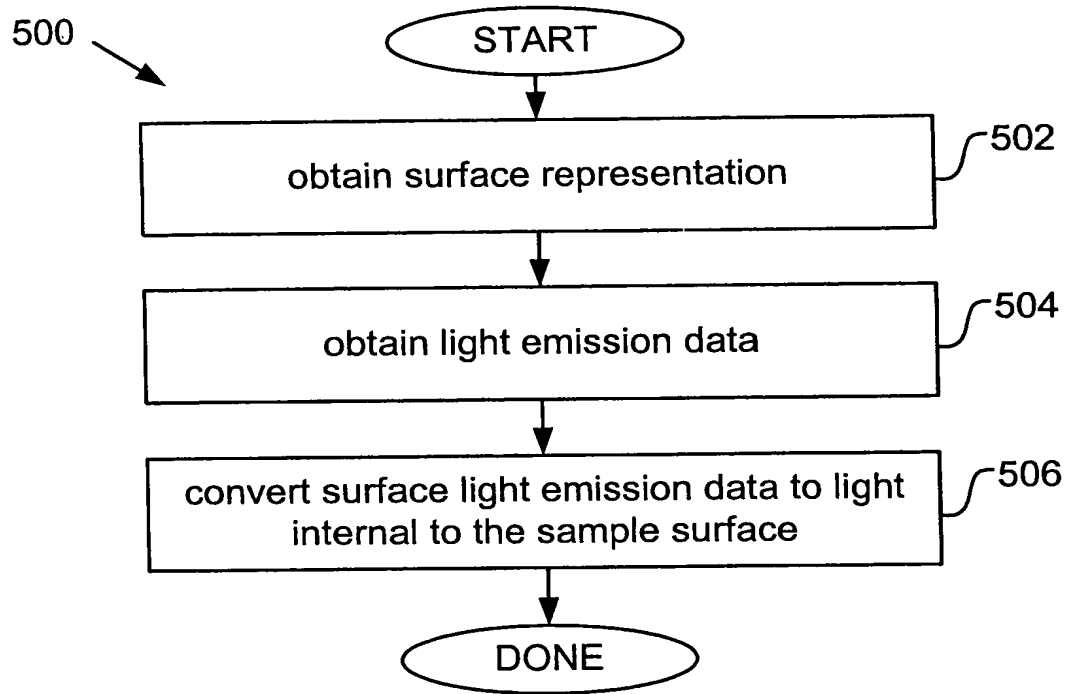 500
START
obtain surface representation
502
obtain light emission data
504
convert surface light emission data to light
internal to the sample surface
506
DONE